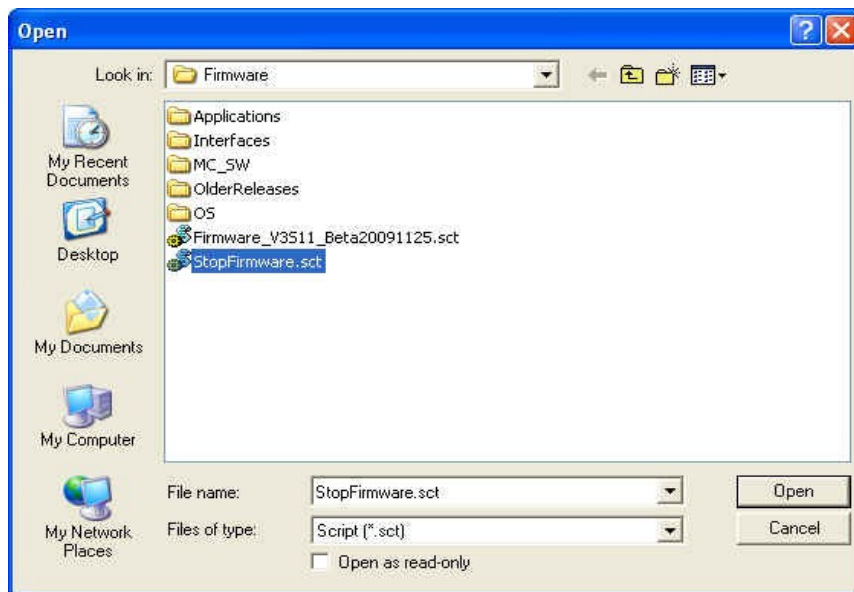 Open
Look in: Firmware
My Recent
Documents
Desktop
My Documents
My Computer
My Network
Places
Applications
Interfaces
MC_SW
OlderReleases
OS
Firmware_V3511_Beta20091125.sct
StopFirmware.sct
File name: StopFirmware.sct Open
Files of type: Script (*.sct) Cancel
Open as read-only